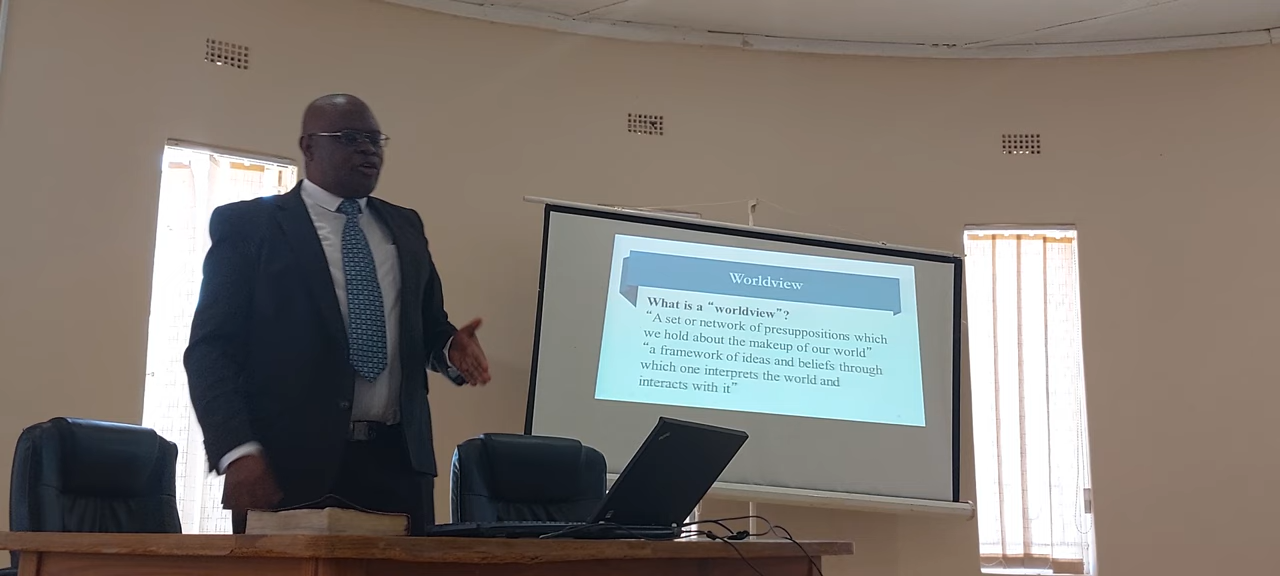 Worldview
What is a “worldview”?
“A set or network of presuppositions which
we hold about the makeup of our world”
“a framework of ideas and beliefs through
which one interprets the world and
interacts with it”